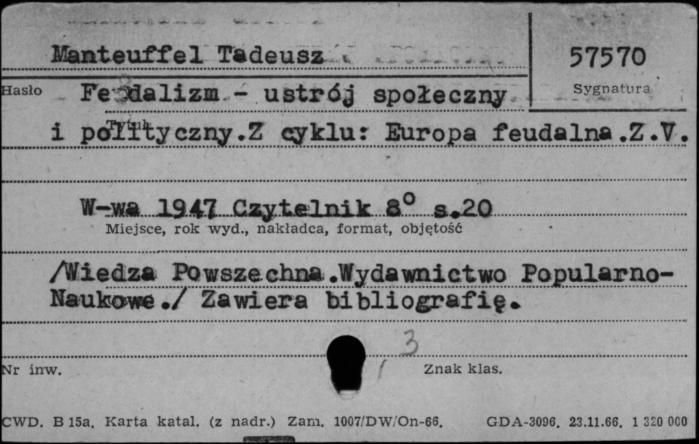 Manteuffel Tadeusz
57570
Hasło
Sygnatura
Feudalizm - ustrój społeczny
Tytuł
i polityczny.Z cyklu: Europa feudalna.Z.V.
W-wa 1947 Czytelnik 8° s.20
Miejsce, rok wyd., nakładca, format, objętość
/Wiedza Powszechna.Wydawnictwo Popularno-
Naukowe./ Zawiera bibliografię.
3
Nr inw.
Znak klas.
CWD. B 15a. Karta katal. (z nadr.) Zam. 1007/DW/On-66. GDA-3096. 23.11.66. 1 320 000